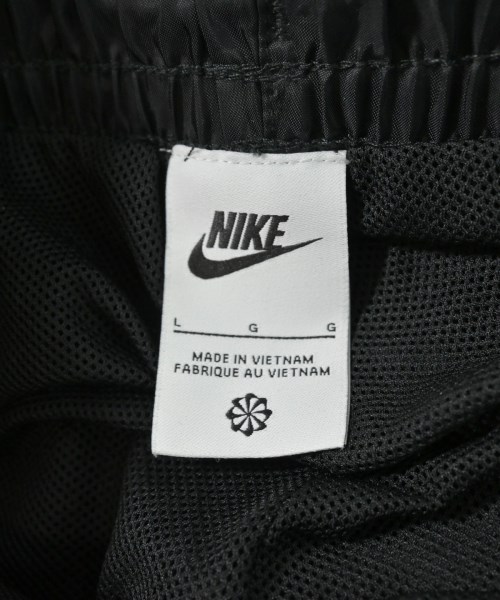 NIKE
L G G
MADE IN VIETNAM
FABRIQUE AU VIETNAM